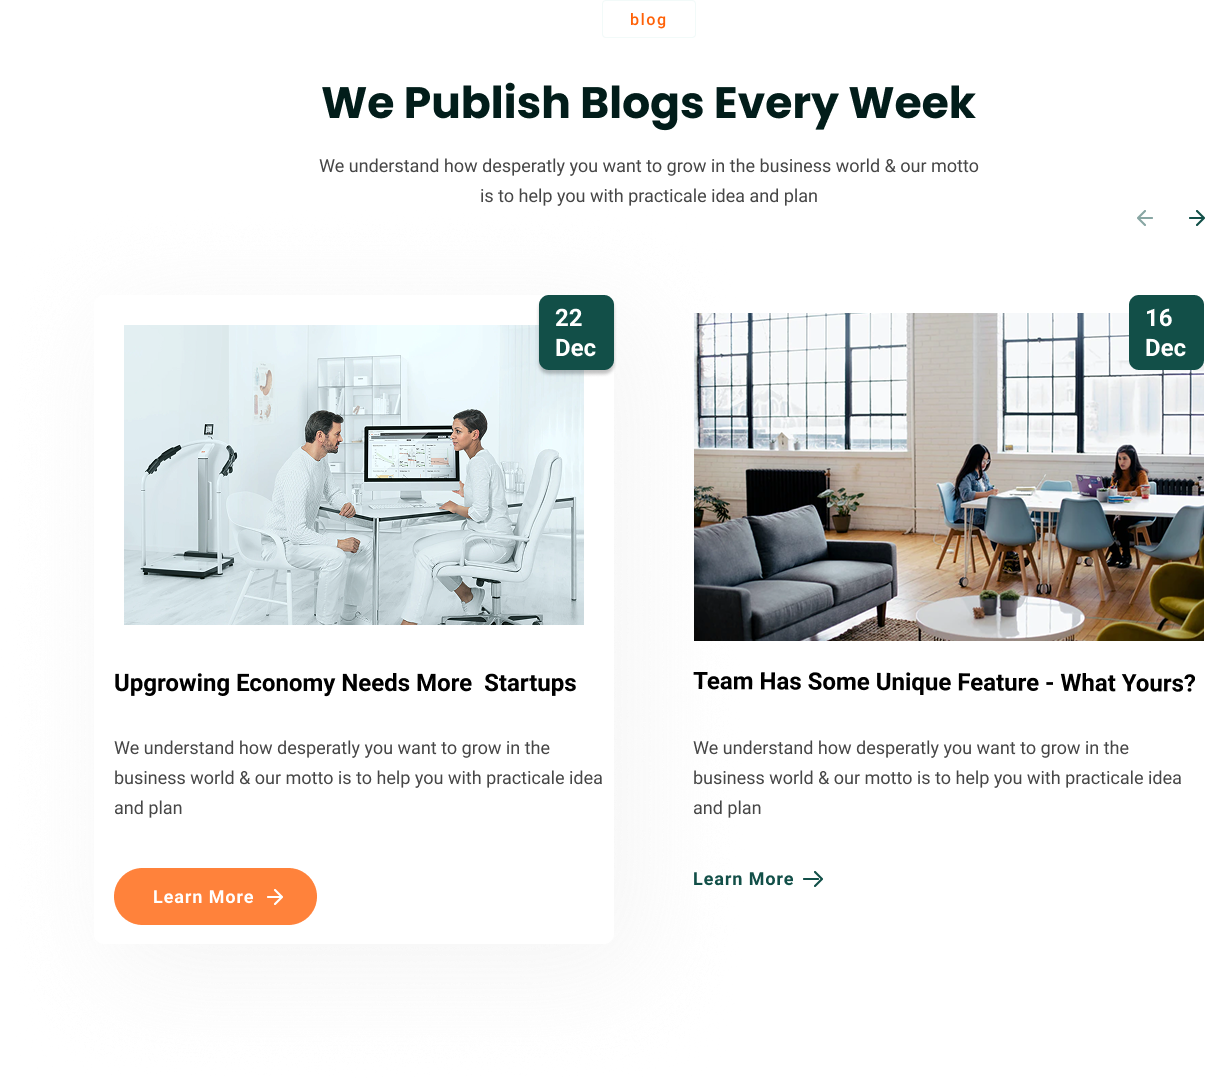 blog
We Publish Blogs Every Week
We understand how desperatly you want to grow in the business world & our motto
is to help you with practicale idea and plan
22
Dec
Upgrowing Economy Needs More  Startups
We understand how desperatly you want to grow in the
business world & our motto is to help you with practicale idea
and plan
Learn More
16
Dec
Team Has Some Unique Feature - What Yours?
We understand how desperatly you want to grow in the
business world & our motto is to help you with practicale idea
and plan
Learn More